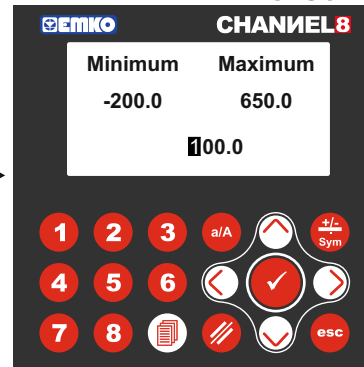 EMKO CHANNEL8
Minimum Maximum
-200.0 650.0
100.0
1 2 3 a/A +/- Sym
4 5 6
7 8 esc